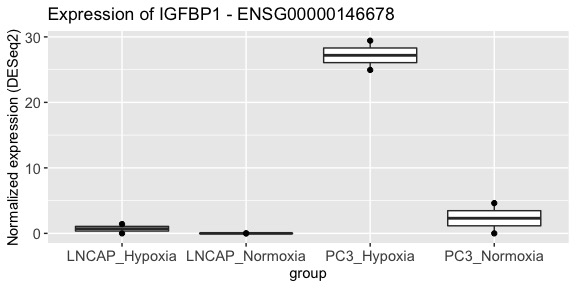 Expression of IGFBP1 - ENSG00000146678
Normalized expression (DESeq2)
30
20
10
0
LNCAP_Hypoxia LNCAP_Normoxia PC3_Hypoxia PC3_Normoxia
group